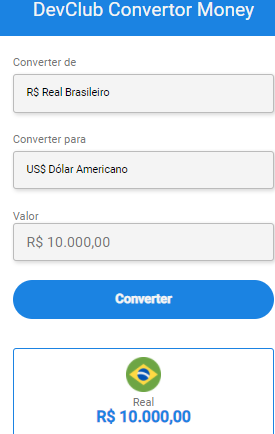 DevClub Convertor Money
Converter de
R$ Real Brasileiro
Converter para
US$ Dólar Americano
Valor
R$ 10.000,00
Converter
Real
R$ 10.000,00